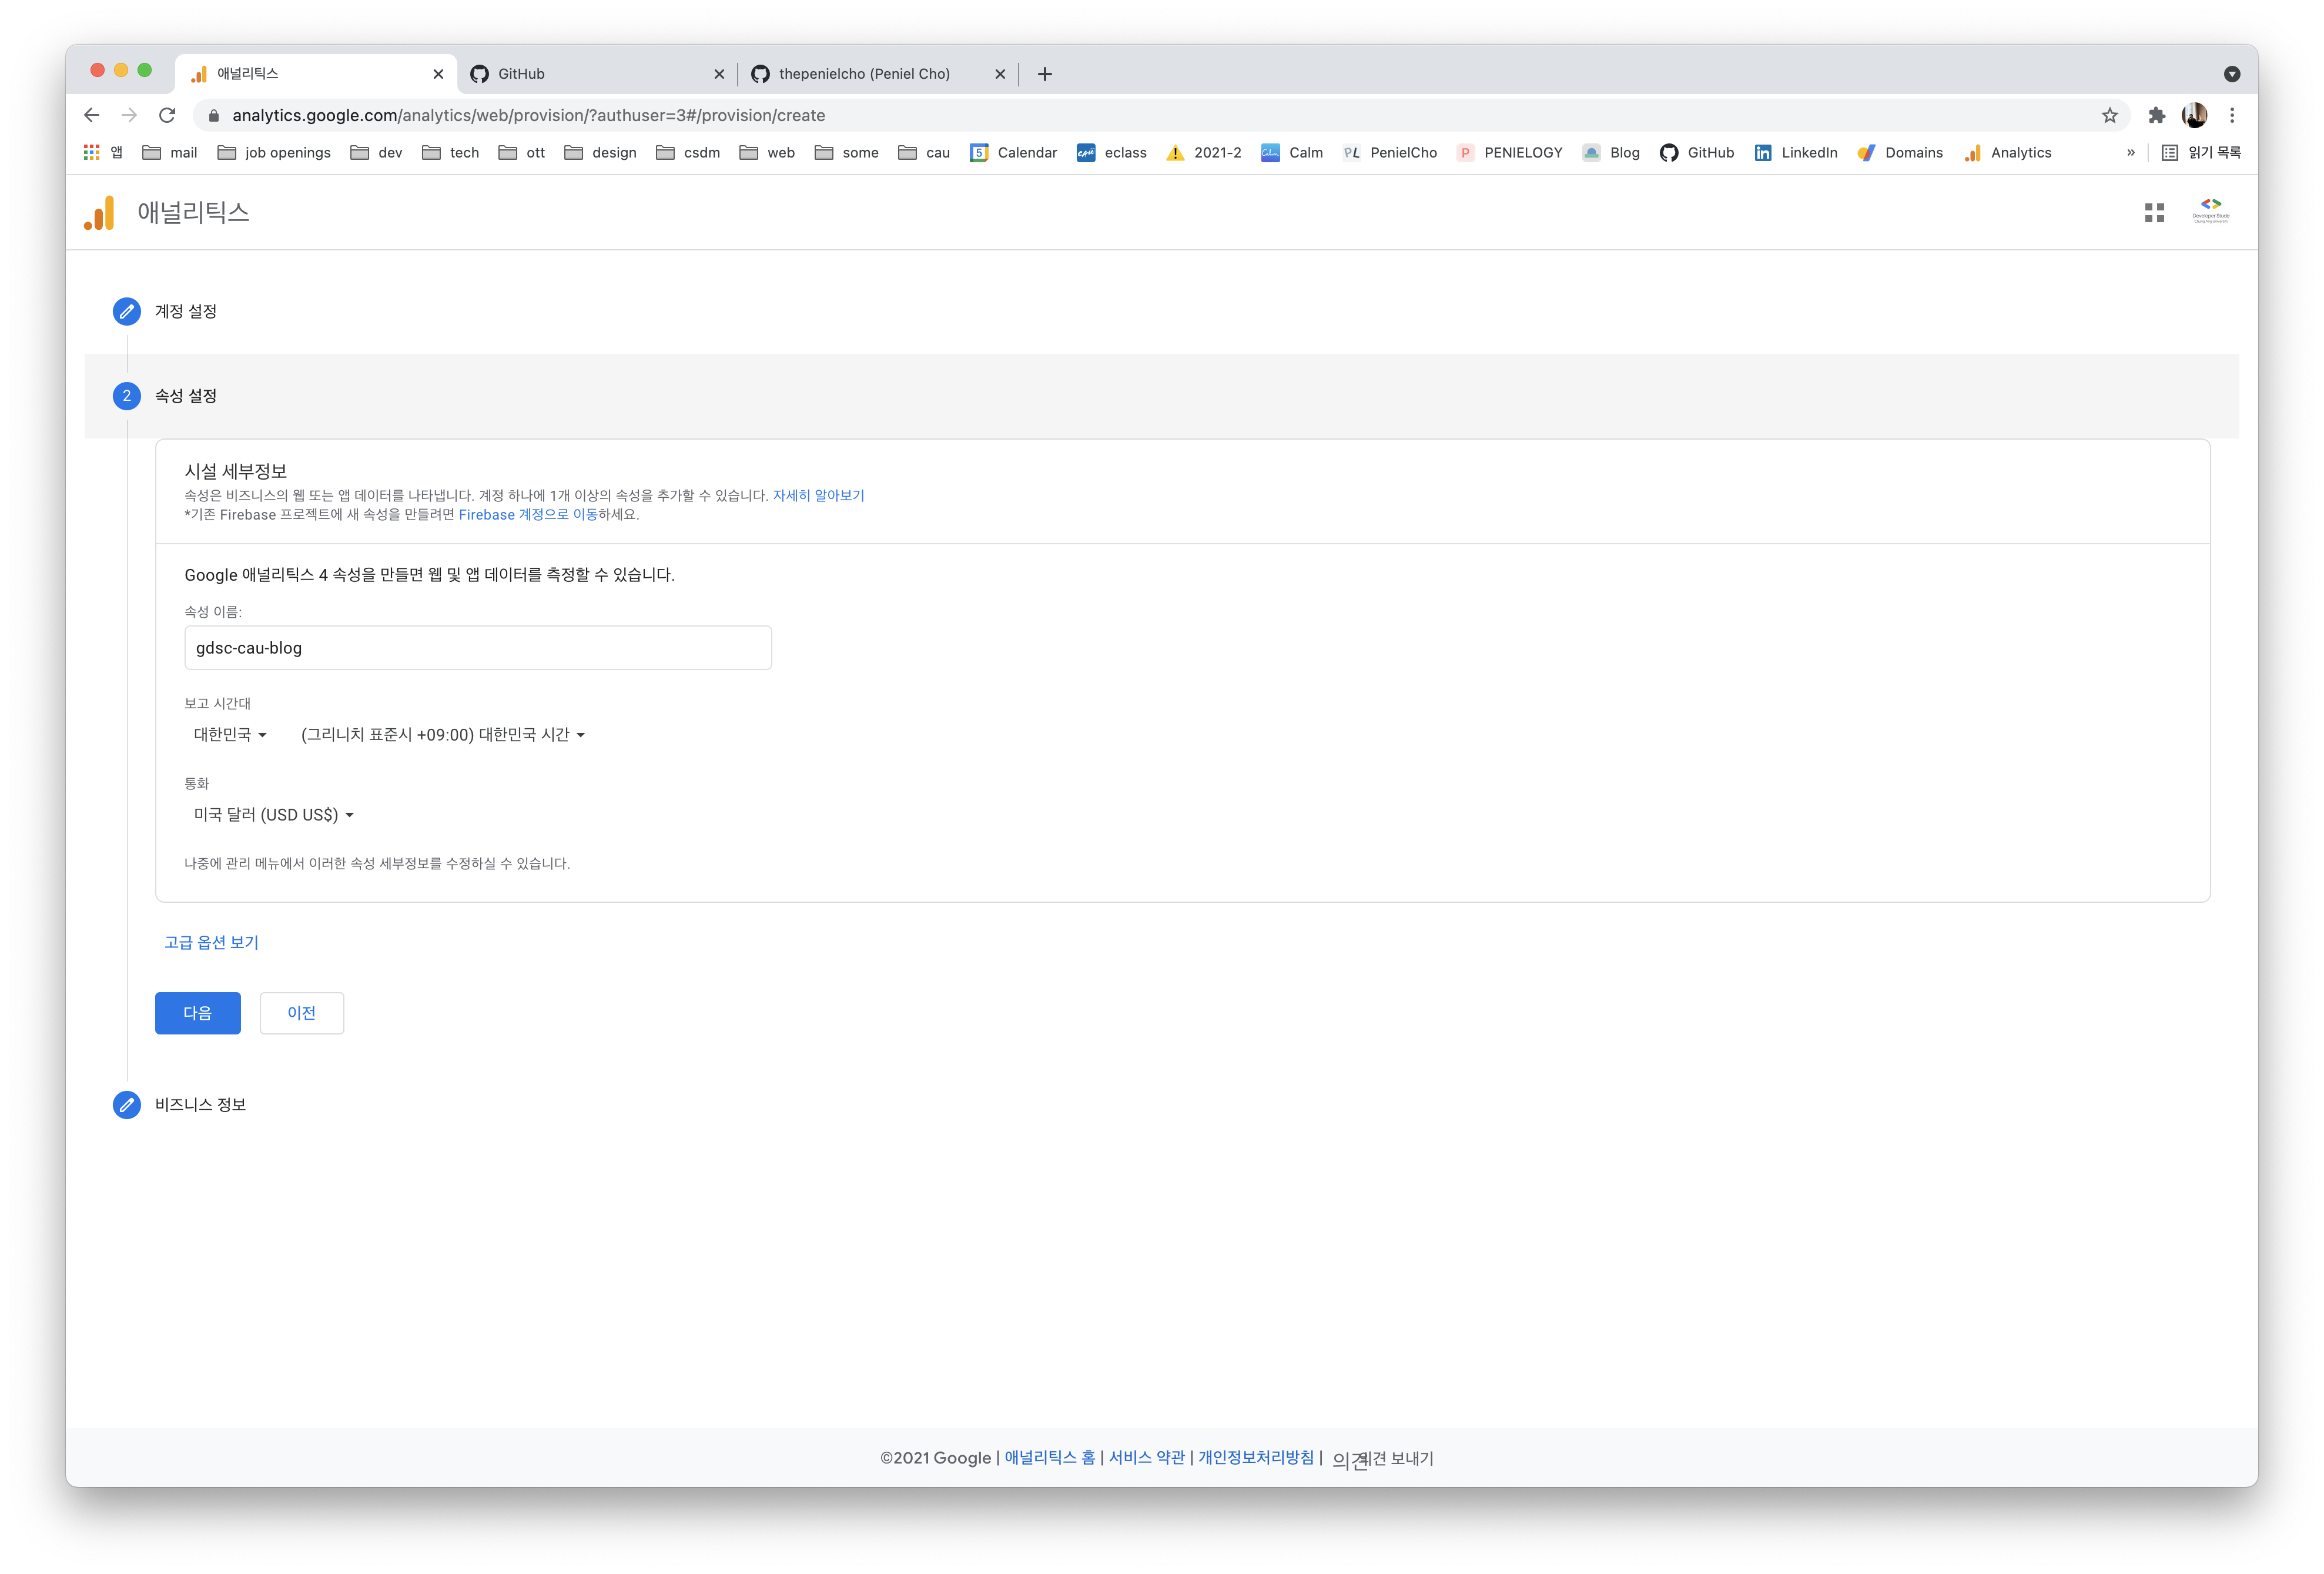 애널리틱스
GitHub
thepenielcho (Peniel Cho)
analytics.google.com/analytics/web/provision/?authuser=3#/provision/create
앱 mail job openings dev tech ott design csdm web some cau 5 Calendar CAU eclass 2021-2 Calm PL PenielCho P PENIELOGY Blog GitHub in LinkedIn Domains Analytics » 읽기 목록
애널리틱스
Developer Stude
계정 설정
2 속성 설정
시설 세부정보
속성은 비즈니스의 웹 또는 앱 데이터를 나타냅니다. 계정 하나에 1개 이상의 속성을 추가할 수 있습니다. 자세히 알아보기
*기존 Firebase 프로젝트에 새 속성을 만들려면 Firebase 계정으로 이동하세요.
Google 애널리틱스 4 속성을 만들면 웹 및 앱 데이터를 측정할 수 있습니다.
속성 이름:
gdsc-cau-blog
보고 시간대
대한민국 (그리니치 표준시 +09:00) 대한민국 시간
통화
미국 달러 (USD US$)
나중에 관리 메뉴에서 이러한 속성 세부정보를 수정하실 수 있습니다.
고급 옵션 보기
다음 이전
비즈니스 정보
©2021 Google | 애널리틱스 홈 | 서비스 약관 | 개인정보처리방침 | 의견 의견 보내기